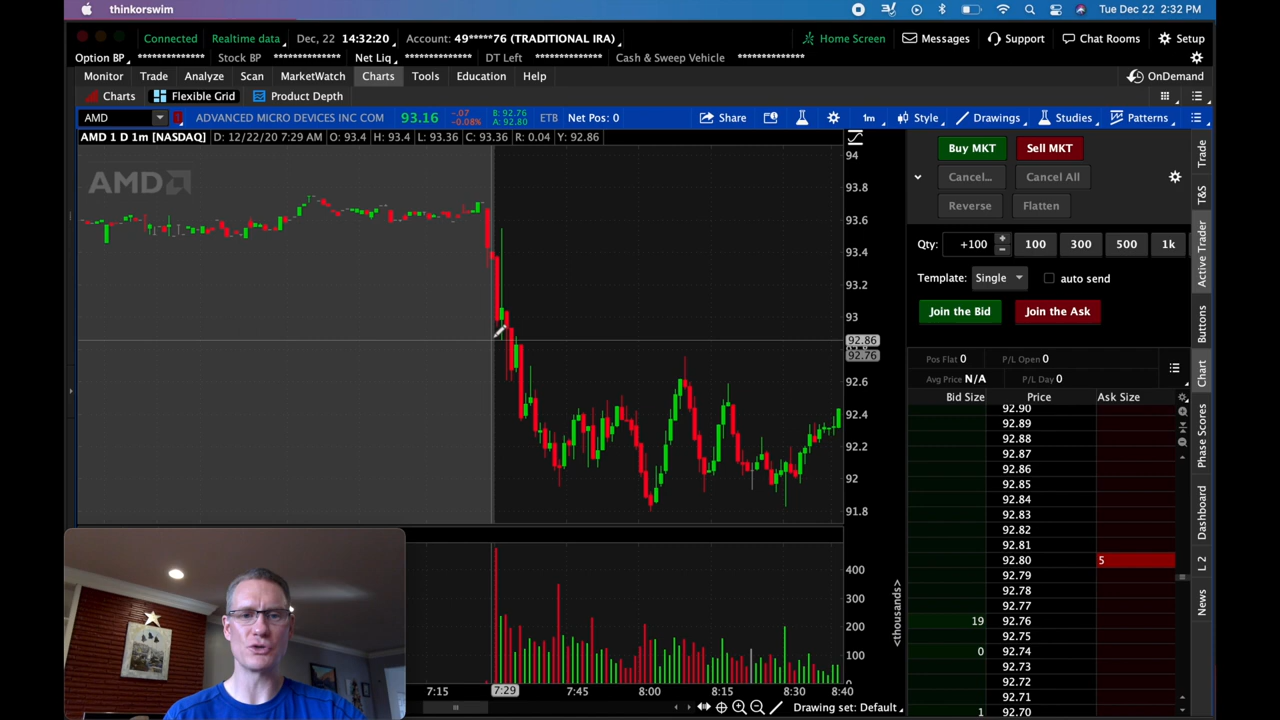 thinkorswim
Tue Dec 22 2:32 PM
Connected Realtime data Dec, 22 14:32:20 Account: 49*****76 (TRADITIONAL IRA) Home Screen Messages Support Chat Rooms Setup
Option BP ************** Stock BP ************** Net Liq ************** DT Left ************** Cash & Sweep Vehicle **************
Monitor Trade Analyze Scan MarketWatch Charts Tools Education Help OnDemand
Charts Flexible Grid Product Depth
AMD ADVANCED MICRO DEVICES INC COM 93.16 -.07 -0.08% B: 92.76 A: 92.80 ETB Net Pos: 0 Share 1m Style Drawings Studies Patterns
AMD 1 D 1m [NASDAQ] D: 12/22/20 7:29 AM O: 93.4 H: 93.4 L: 93.36 C: 93.36 R: 0.04 Y: 92.86
AMD
94
93.8
93.6
93.4
93.2
93
92.86
92.76
92.6
92.4
92.2
92
91.8
400
300
200
100
<thousands>
7:15 7:29 7:45 8:00 8:15 8:30 8:40
Drawing set: Default
Buy MKT Sell MKT
Cancel... Cancel All
Reverse Flatten
Qty: +100 100 300 500 1k
Template: Single auto send
Join the Bid Join the Ask
Pos Flat 0 P/L Open 0
Avg Price N/A P/L Day 0
Bid Size Price Ask Size
92.90
92.89
92.88
92.87
92.86
92.85
92.84
92.83
92.82
92.81
92.80 5
92.79
92.78
92.77
19 92.76
92.75
0 92.74
92.73
92.72
92.71
1 92.70
Trade
T&S
Active Trader
Buttons
Chart
Phase Scores
Dashboard
L 2
News